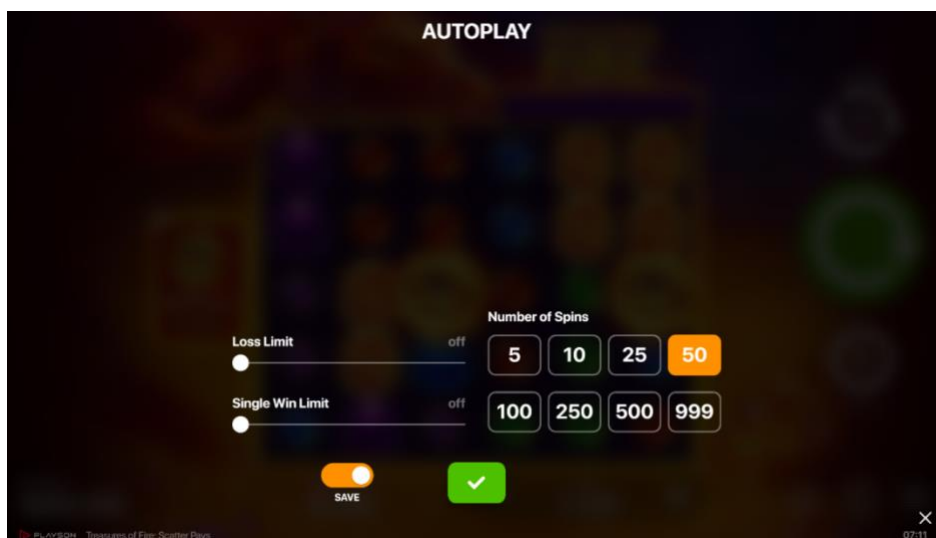 AUTOPLAY
Number of Spins
Loss Limit off
5 10 25 50
Single Win Limit off
100 250 500 999
SAVE
PLAYSON Treasures of Fire: Scatter Pays
07:11